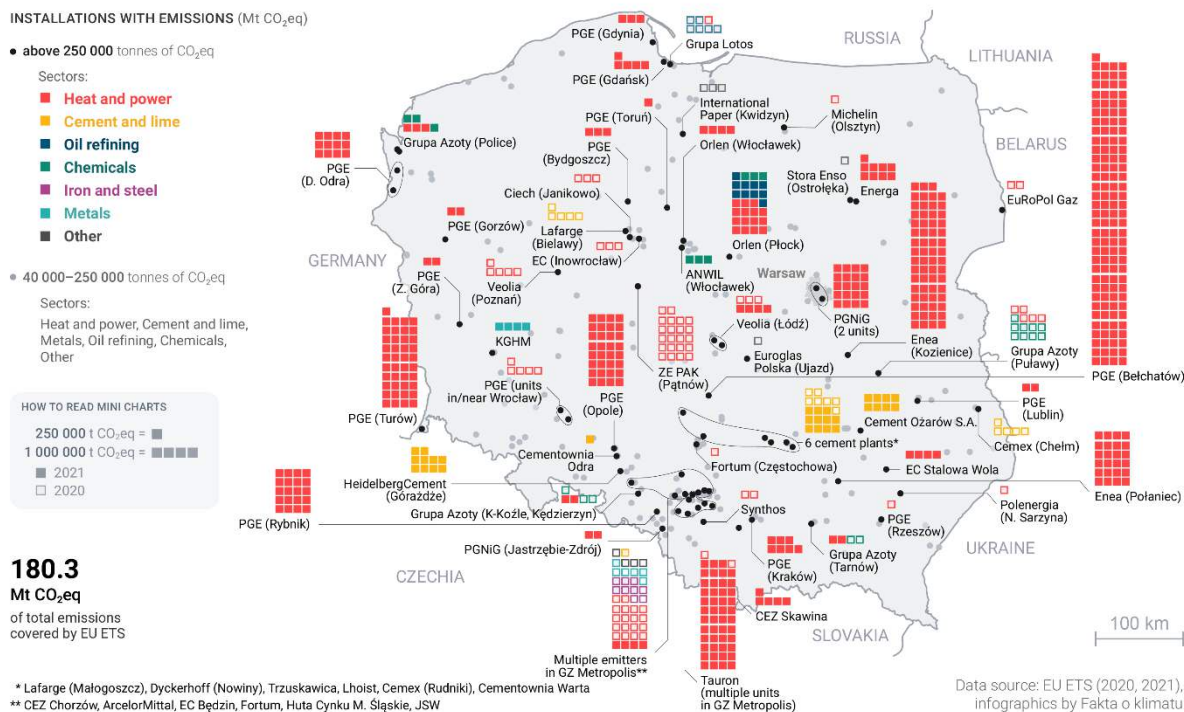 INSTALLATIONS WITH EMISSIONS (Mt CO₂eq)
above 250 000 tonnes of CO₂eq
Sectors:
Heat and power
Cement and lime
Oil refining
Chemicals
Iron and steel
Metals
Other
40 000–250 000 tonnes of CO₂eq
Sectors:
Heat and power, Cement and lime,
Metals, Oil refining, Chemicals,
Other
HOW TO READ MINI CHARTS
250 000 t CO₂eq =
1 000 000 t CO₂eq =
2021
2020
180.3
Mt CO₂eq
of total emissions
covered by EU ETS
RUSSIA
LITHUANIA
BELARUS
UKRAINE
SLOVAKIA
CZECHIA
GERMANY
Warsaw
PGE
(Gdynia)
Grupa Lotos
PGE
(Gdańsk)
International
Paper (Kwidzyn)
Michelin
(Olsztyn)
PGE
(Toruń)
Grupa Azoty (Police)
PGE
(D. Odra)
PGE
(Bydgoszcz)
Orlen (Włocławek)
Stora Enso
(Ostrołęka)
Energa
EuRoPol Gaz
Ciech (Janikowo)
PGE (Gorzów)
Lafarge
(Bielawy)
EC (Inowrocław)
Orlen (Płock)
ANWIL
(Włocławek)
PGE
(Z. Góra)
Veolia
(Poznań)
KGHM
Veolia (Łódź)
PGNiG
(2 units)
Enea
(Kozienice)
Grupa Azoty
(Puławy)
PGE (Bełchatów)
PGE (Turów)
PGE (units
in/near Wrocław)
PGE
(Opole)
ZE PAK
(Pątnów)
Euroglas
Polska (Ujazd)
PGE
(Lublin)
Cement Ożarów S.A.
6 cement plants*
Cemex (Chełm)
Cementownia
Odra
Fortum (Częstochowa)
EC Stalowa Wola
Enea (Połaniec)
HeidelbergCement
(Górażdże)
Grupa Azoty (K-Koźle, Kędzierzyn)
Synthos
Polenergia
(N. Sarzyna)
PGE (Rybnik)
PGNiG (Jastrzębie-Zdrój)
PGE
(Kraków)
Grupa Azoty
(Tarnów)
PGE
(Rzeszów)
CEZ Skawina
Multiple emitters
in GZ Metropolis**
Tauron
(multiple units
in GZ Metropolis)
100 km
* Lafarge (Małogoszcz), Dyckerhoff (Nowiny), Trzuskawica, Lhoist, Cemex (Rudniki), Cementownia Warta
** CEZ Chorzów, ArcelorMittal, EC Będzin, Fortum, Huta Cynku M. Śląskie, JSW
Data source: EU ETS (2020, 2021),
infographics by Fakta o klimatu